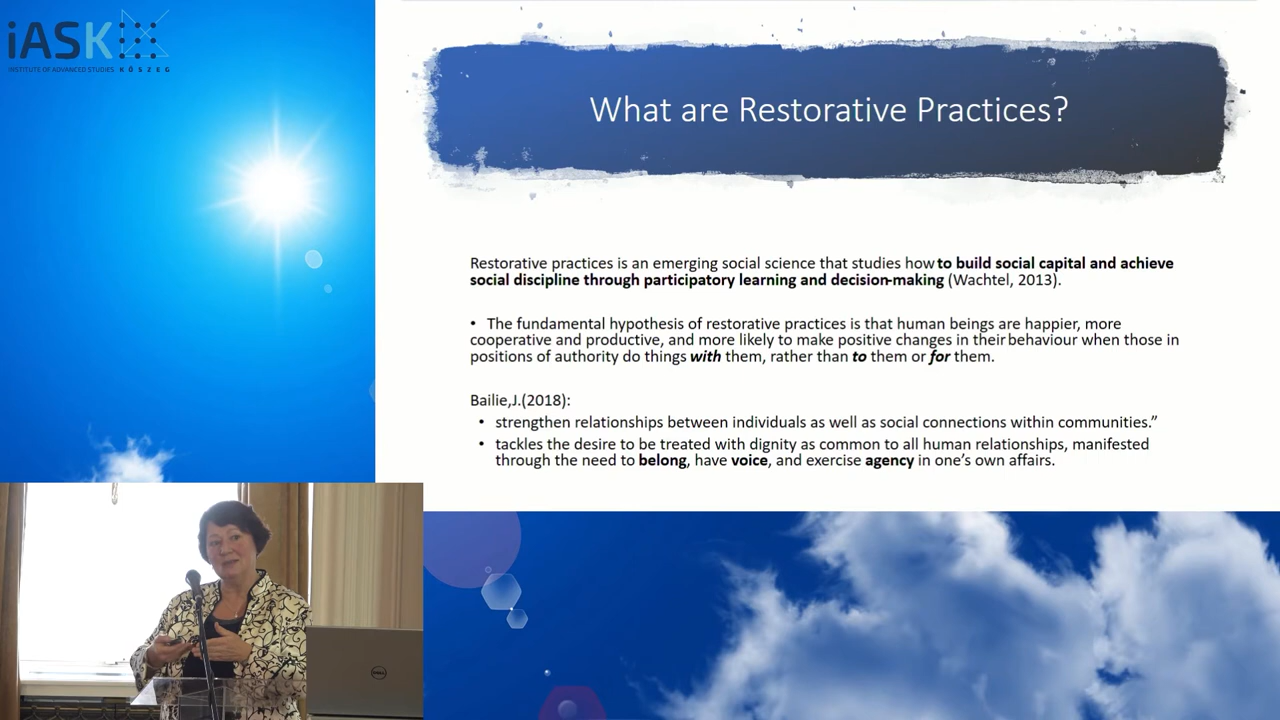 iASK
INSTITUTE OF ADVANCED STUDIES KŐSZEG
What are Restorative Practices?
Restorative practices is an emerging social science that studies how to build social capital and achieve
social discipline through participatory learning and decision-making (Wachtel, 2013).
• The fundamental hypothesis of restorative practices is that human beings are happier, more
cooperative and productive, and more likely to make positive changes in their behaviour when those in
positions of authority do things with them, rather than to them or for them.
Bailie,J.(2018):
• strengthen relationships between individuals as well as social connections within communities.”
• tackles the desire to be treated with dignity as common to all human relationships, manifested
through the need to belong, have voice, and exercise agency in one’s own affairs.
DELL